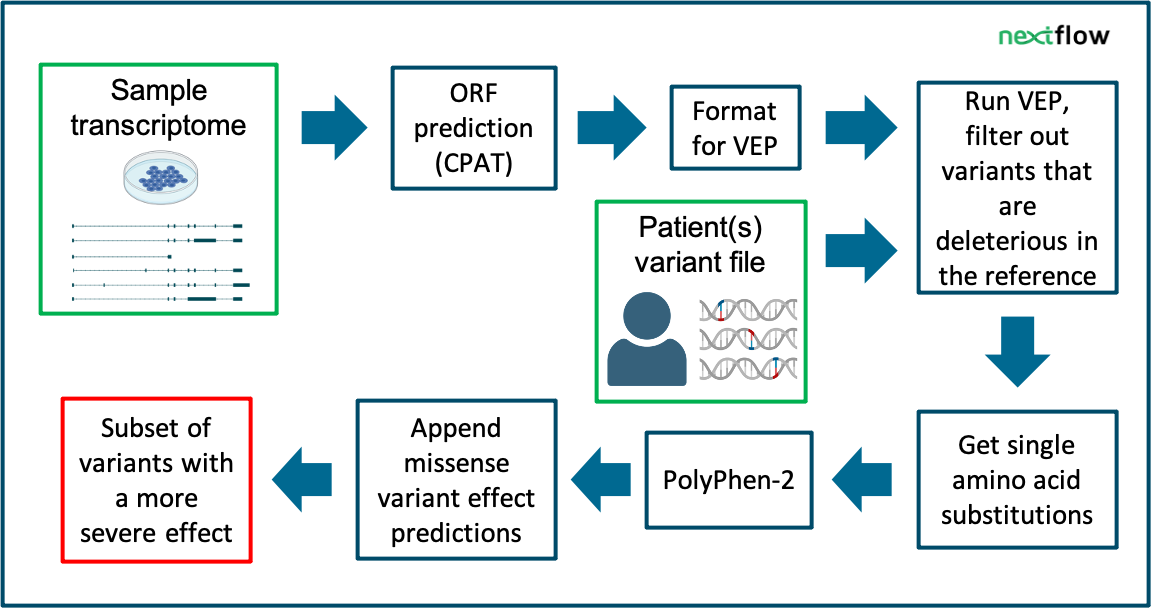 nextflow
Sample
transcriptome
ORF
prediction
(CPAT)
Format
for VEP
Run VEP,
filter out
variants that
are
deleterious in
the reference
Patient(s)
variant file
Get single
amino acid
substitutions
PolyPhen-2
Append
missense
variant effect
predictions
Subset of
variants with
a more
severe effect